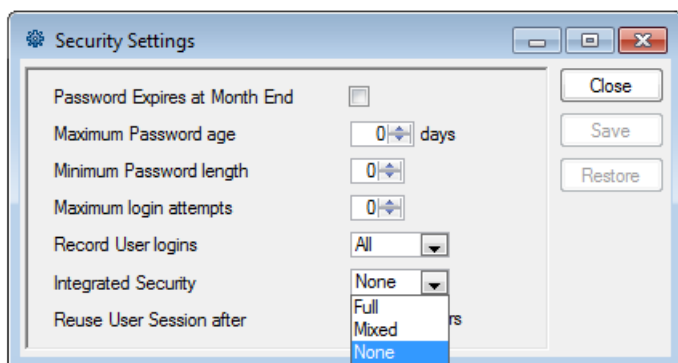 Security Settings
Password Expires at Month End
Close
Maximum Password age 0 days
Save
Minimum Password length 0
Restore
Maximum login attempts 0
Record User logins All
Integrated Security None
Full
Reuse User Session after
Mixed
None